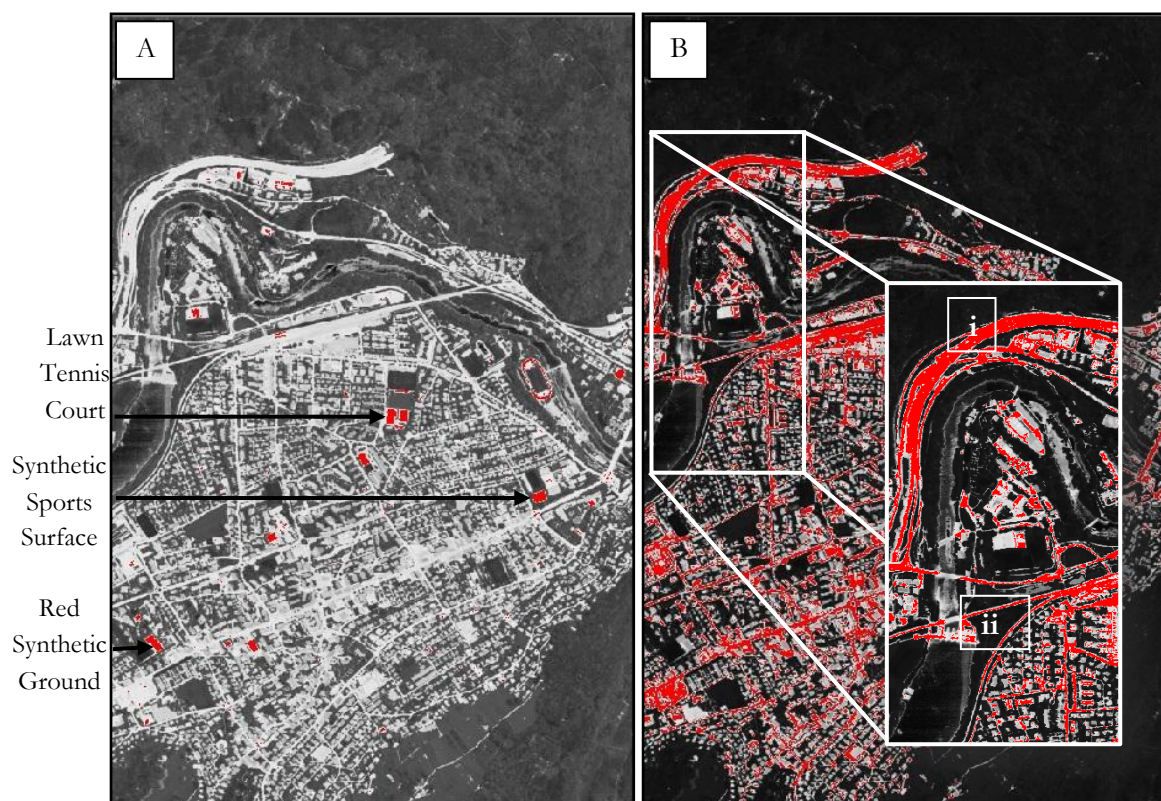 A
B
Lawn
Tennis
Court
Synthetic
Sports
Surface
Red
Synthetic
Ground
i
ii